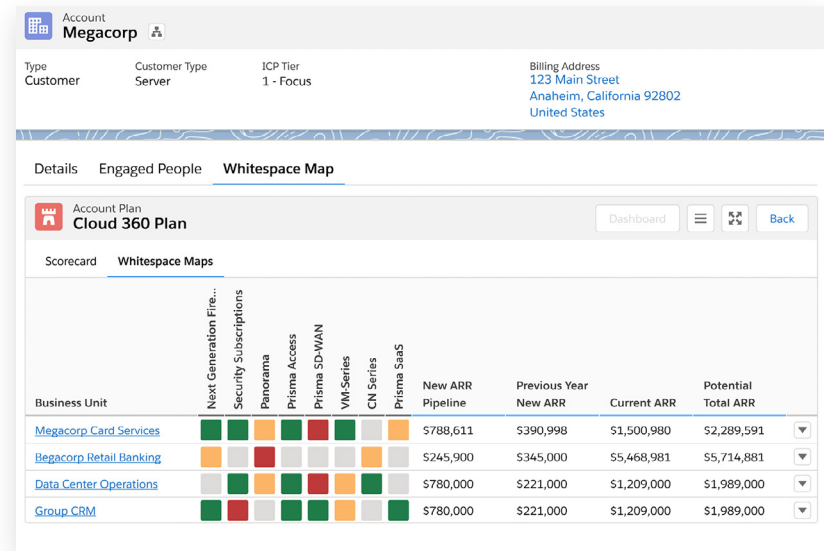 Account
Megacorp
Type
Customer
Customer Type
Server
ICP Tier
1 - Focus
Billing Address
123 Main Street
Anaheim, California 92802
United States
Details Engaged People Whitespace Map
Account Plan
Cloud 360 Plan
Dashboard
Back
Scorecard Whitespace Maps
Business Unit
Next Generation Fire...
Security Subscriptions
Panorama
Prisma Access
Prisma SD-WAN
VM-Series
CN Series
Prisma SaaS
New ARR
Pipeline
Previous Year
New ARR
Current ARR
Potential
Total ARR
Megacorp Card Services $788,611 $390,998 $1,500,980 $2,289,591
Begacorp Retail Banking $245,900 $345,000 $5,468,981 $5,714,881
Data Center Operations $780,000 $221,000 $1,209,000 $1,989,000
Group CRM $780,000 $221,000 $1,209,000 $1,989,000